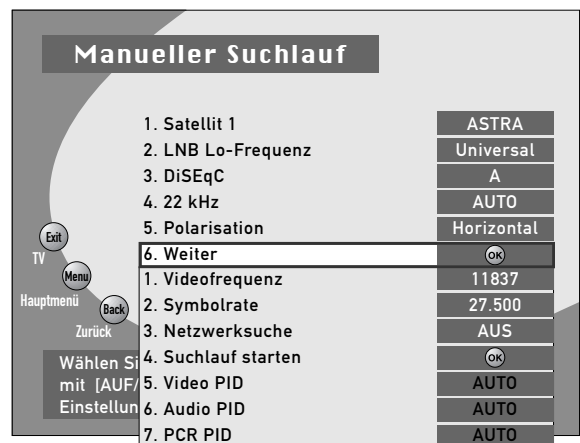 Manueller Suchlauf
1. Satellit 1 ASTRA
2. LNB Lo-Frequenz Universal
3. DiSEqC A
4. 22 kHz AUTO
5. Polarisation Horizontal
6. Weiter OK
1. Videofrequenz 11837
2. Symbolrate 27.500
3. Netzwerksuche AUS
4. Suchlauf starten OK
5. Video PID AUTO
6. Audio PID AUTO
7. PCR PID AUTO
Exit
TV
Menu
Hauptmenü
Back
Zurück
Wählen Si
mit [AUF/
Einstellun